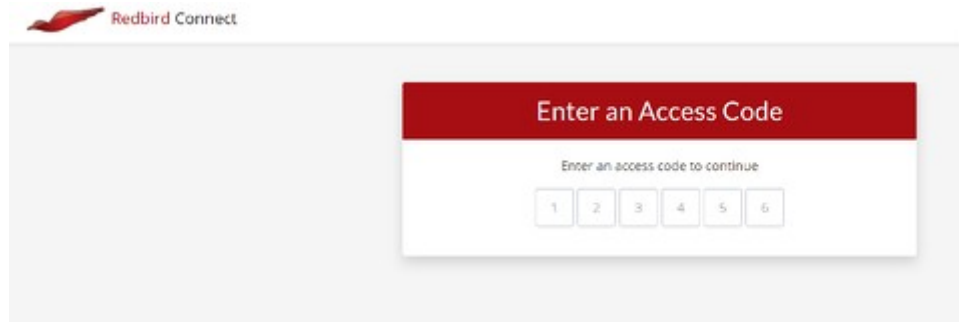 Redbird Connect
Enter an Access Code
Enter an access code to continue
1 2 3 4 5 6